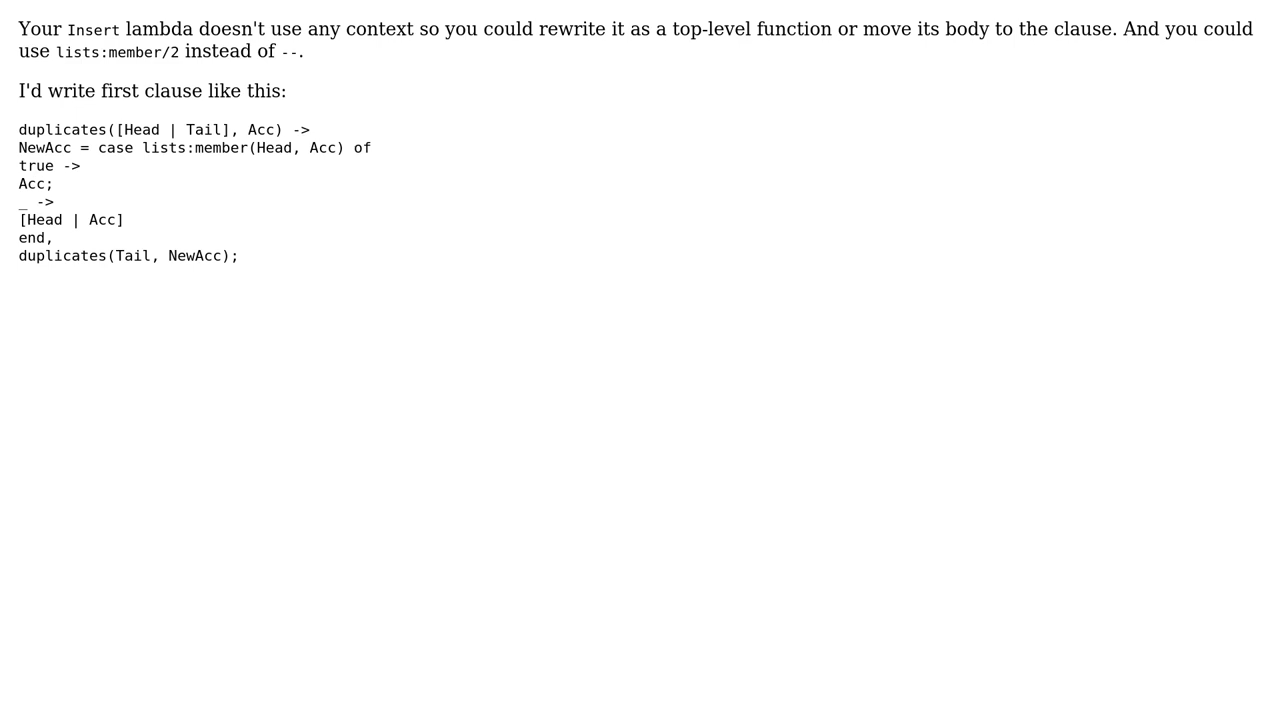 Your Insert lambda doesn't use any context so you could rewrite it as a top-level function or move its body to the clause. And you could
use lists:member/2 instead of --.
I'd write first clause like this:
duplicates([Head | Tail], Acc) ->
NewAcc = case lists:member(Head, Acc) of
true ->
Acc;
_ ->
[Head | Acc]
end,
duplicates(Tail, NewAcc);